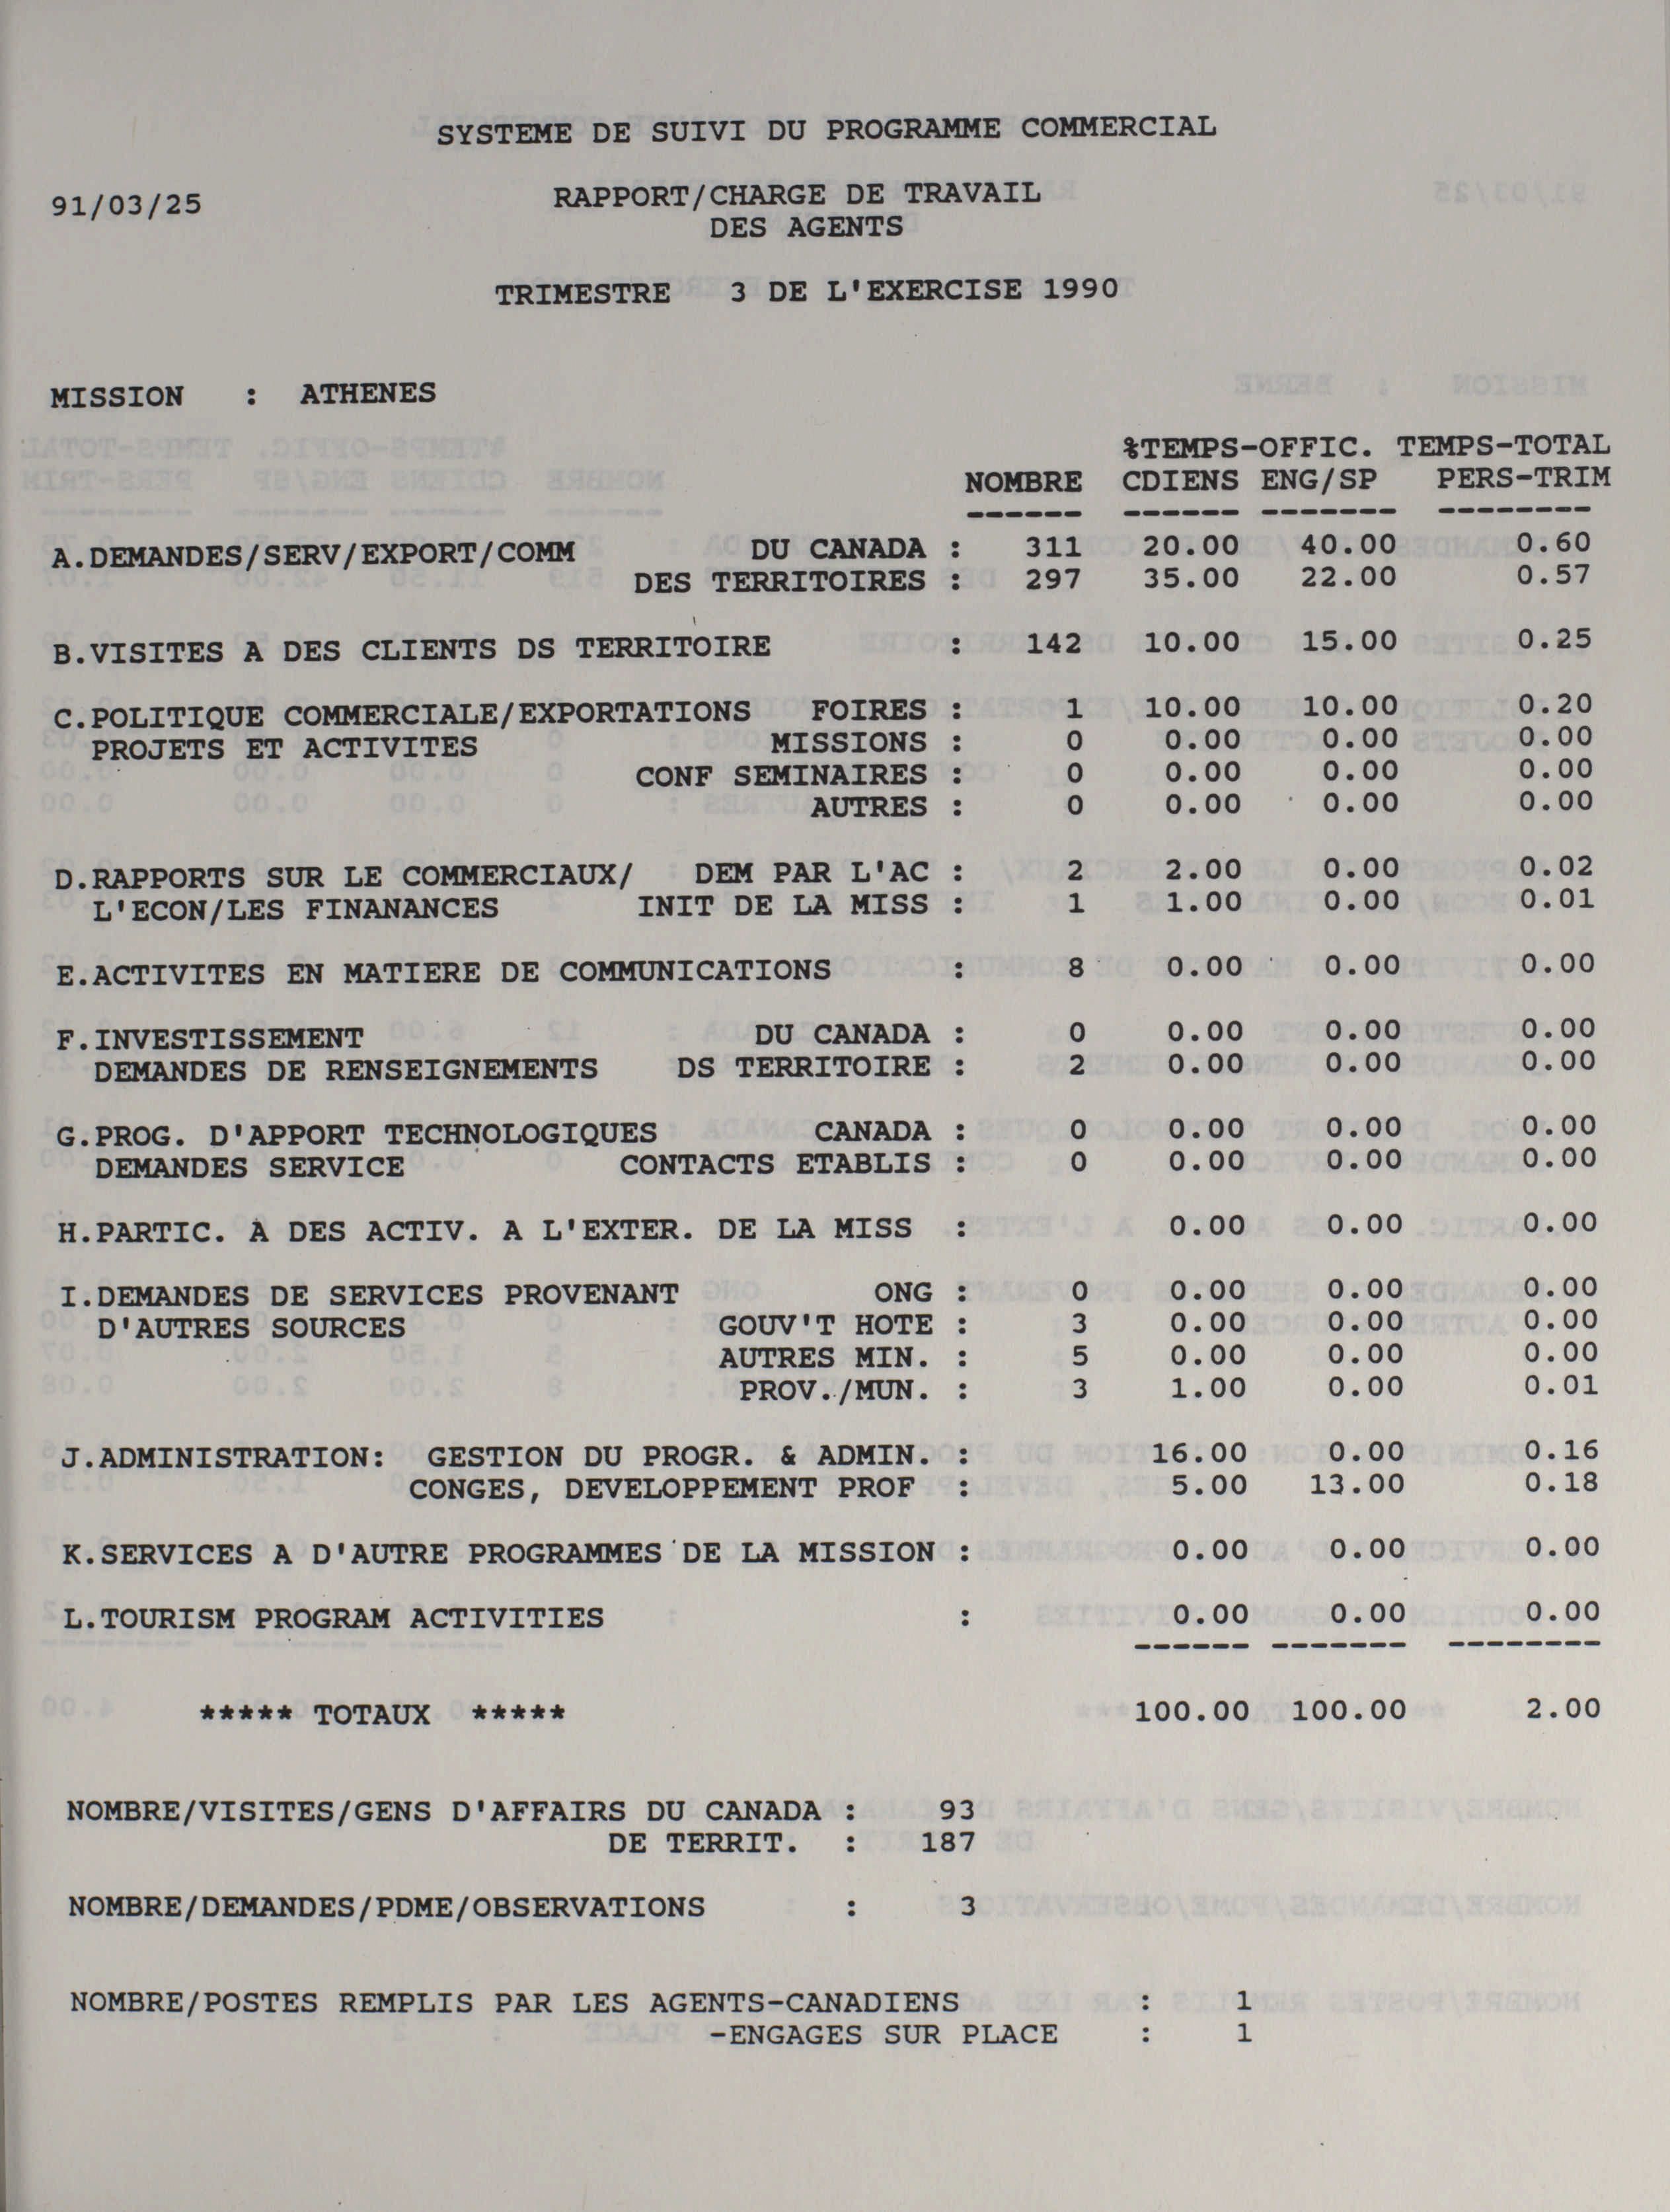 SYSTEME DE SUIVI DU PROGRAMME COMMERCIAL
91/03/25 RAPPORT/CHARGE DE TRAVAIL
DES AGENTS
TRIMESTRE 3 DE L'EXERCISE 1990
MISSION : ATHENES
%TEMPS-OFFIC. TEMPS-TOTAL
NOMBRE CDIENS ENG/SP PERS-TRIM
------ ------ ------- --------
A.DEMANDES/SERV/EXPORT/COMM DU CANADA : 311 20.00 40.00 0.60
DES TERRITOIRES : 297 35.00 22.00 0.57
B.VISITES A DES CLIENTS DS TERRITOIRE : 142 10.00 15.00 0.25
C.POLITIQUE COMMERCIALE/EXPORTATIONS FOIRES : 1 10.00 10.00 0.20
PROJETS ET ACTIVITES MISSIONS : 0 0.00 0.00 0.00
CONF SEMINAIRES : 0 0.00 0.00 0.00
AUTRES : 0 0.00 0.00 0.00
D.RAPPORTS SUR LE COMMERCIAUX/ DEM PAR L'AC : 2 2.00 0.00 0.02
L'ECON/LES FINANANCES INIT DE LA MISS : 1 1.00 0.00 0.01
E.ACTIVITES EN MATIERE DE COMMUNICATIONS : 8 0.00 0.00 0.00
F.INVESTISSEMENT DU CANADA : 0 0.00 0.00 0.00
DEMANDES DE RENSEIGNEMENTS DS TERRITOIRE : 2 0.00 0.00 0.00
G.PROG. D'APPORT TECHNOLOGIQUES CANADA : 0 0.00 0.00 0.00
DEMANDES SERVICE CONTACTS ETABLIS : 0 0.00 0.00 0.00
H.PARTIC. A DES ACTIV. A L'EXTER. DE LA MISS : 0.00 0.00 0.00
I.DEMANDES DE SERVICES PROVENANT ONG : 0 0.00 0.00 0.00
D'AUTRES SOURCES GOUV'T HOTE : 3 0.00 0.00 0.00
AUTRES MIN. : 5 0.00 0.00 0.00
PROV./MUN. : 3 1.00 0.00 0.01
J.ADMINISTRATION: GESTION DU PROGR. & ADMIN. : 16.00 0.00 0.16
CONGES, DEVELOPPEMENT PROF : 5.00 13.00 0.18
K.SERVICES A D'AUTRE PROGRAMMES DE LA MISSION : 0.00 0.00 0.00
L.TOURISM PROGRAM ACTIVITIES : 0.00 0.00 0.00
------ ------- --------
***** TOTAUX ***** 100.00 100.00 2.00
NOMBRE/VISITES/GENS D'AFFAIRS DU CANADA : 93
DE TERRIT. : 187
NOMBRE/DEMANDES/PDME/OBSERVATIONS : 3
NOMBRE/POSTES REMPLIS PAR LES AGENTS-CANADIENS : 1
-ENGAGES SUR PLACE : 1